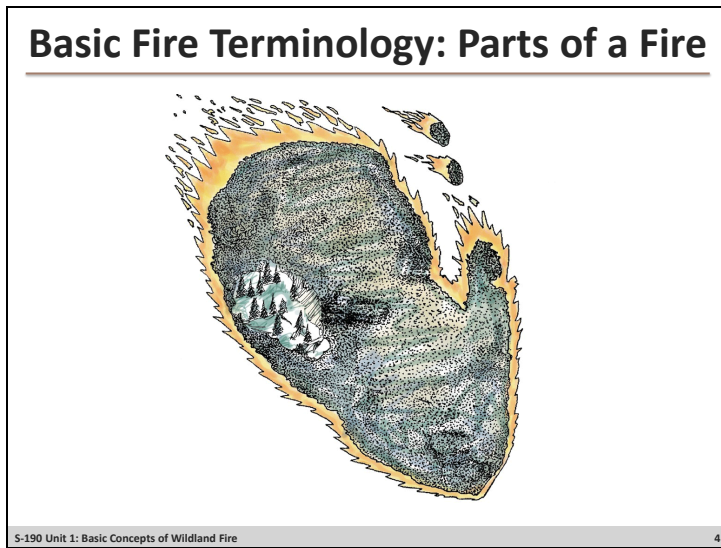 Basic Fire Terminology: Parts of a Fire
S-190 Unit 1: Basic Concepts of Wildland Fire 4